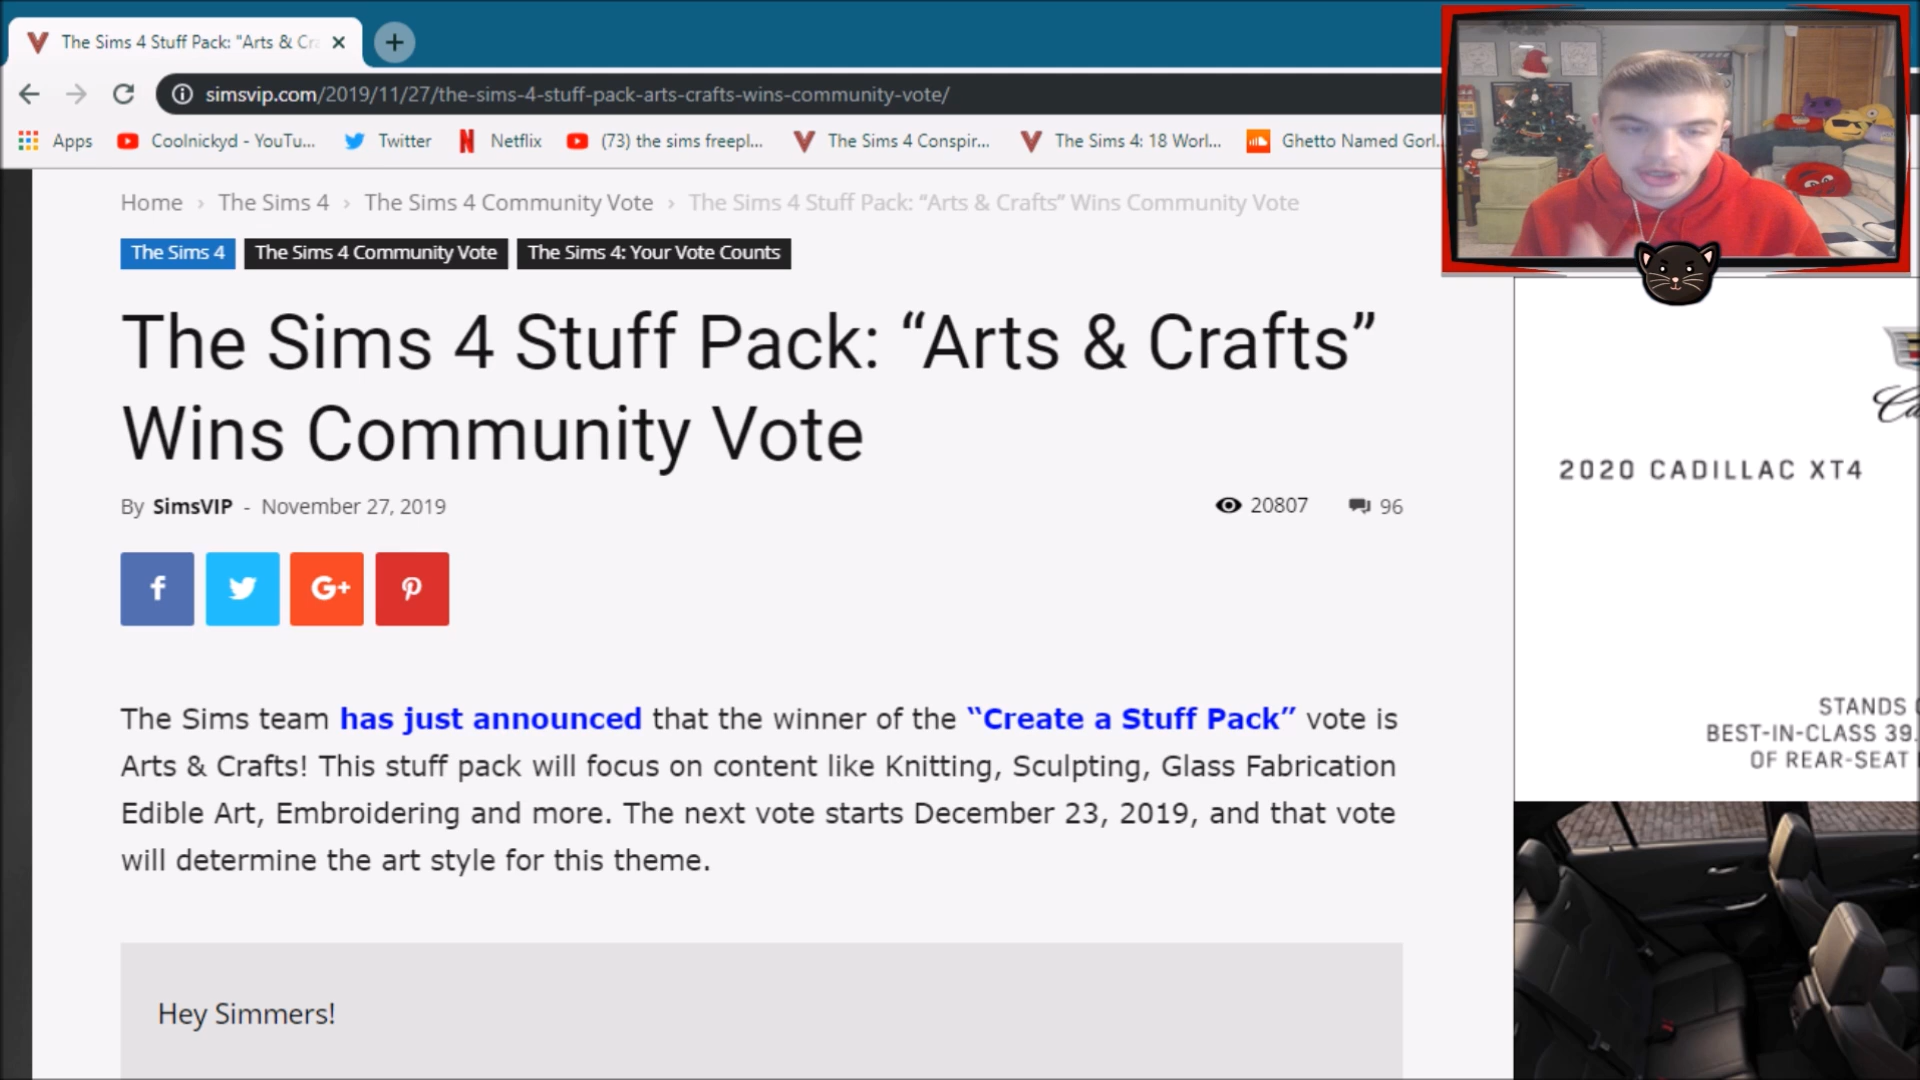 The Sims 4 Stuff Pack: "Arts & Cr
simsvip.com/2019/11/27/the-sims-4-stuff-pack-arts-crafts-wins-community-vote/
Apps Coolnickyd - YouTu... Twitter Netflix (73) the sims freepl... The Sims 4 Conspir... The Sims 4: 18 Worl... Ghetto Named Gorl...
Home › The Sims 4 › The Sims 4 Community Vote › The Sims 4 Stuff Pack: “Arts & Crafts” Wins Community Vote
The Sims 4 The Sims 4 Community Vote The Sims 4: Your Vote Counts
The Sims 4 Stuff Pack: “Arts & Crafts”
Wins Community Vote
By SimsVIP - November 27, 2019 20807 96
f G+
The Sims team has just announced that the winner of the “Create a Stuff Pack” vote is
Arts & Crafts! This stuff pack will focus on content like Knitting, Sculpting, Glass Fabrication
Edible Art, Embroidering and more. The next vote starts December 23, 2019, and that vote
will determine the art style for this theme.
Hey Simmers!
2020 CADILLAC XT4
STANDS
BEST-IN-CLASS 39.
OF REAR-SEAT